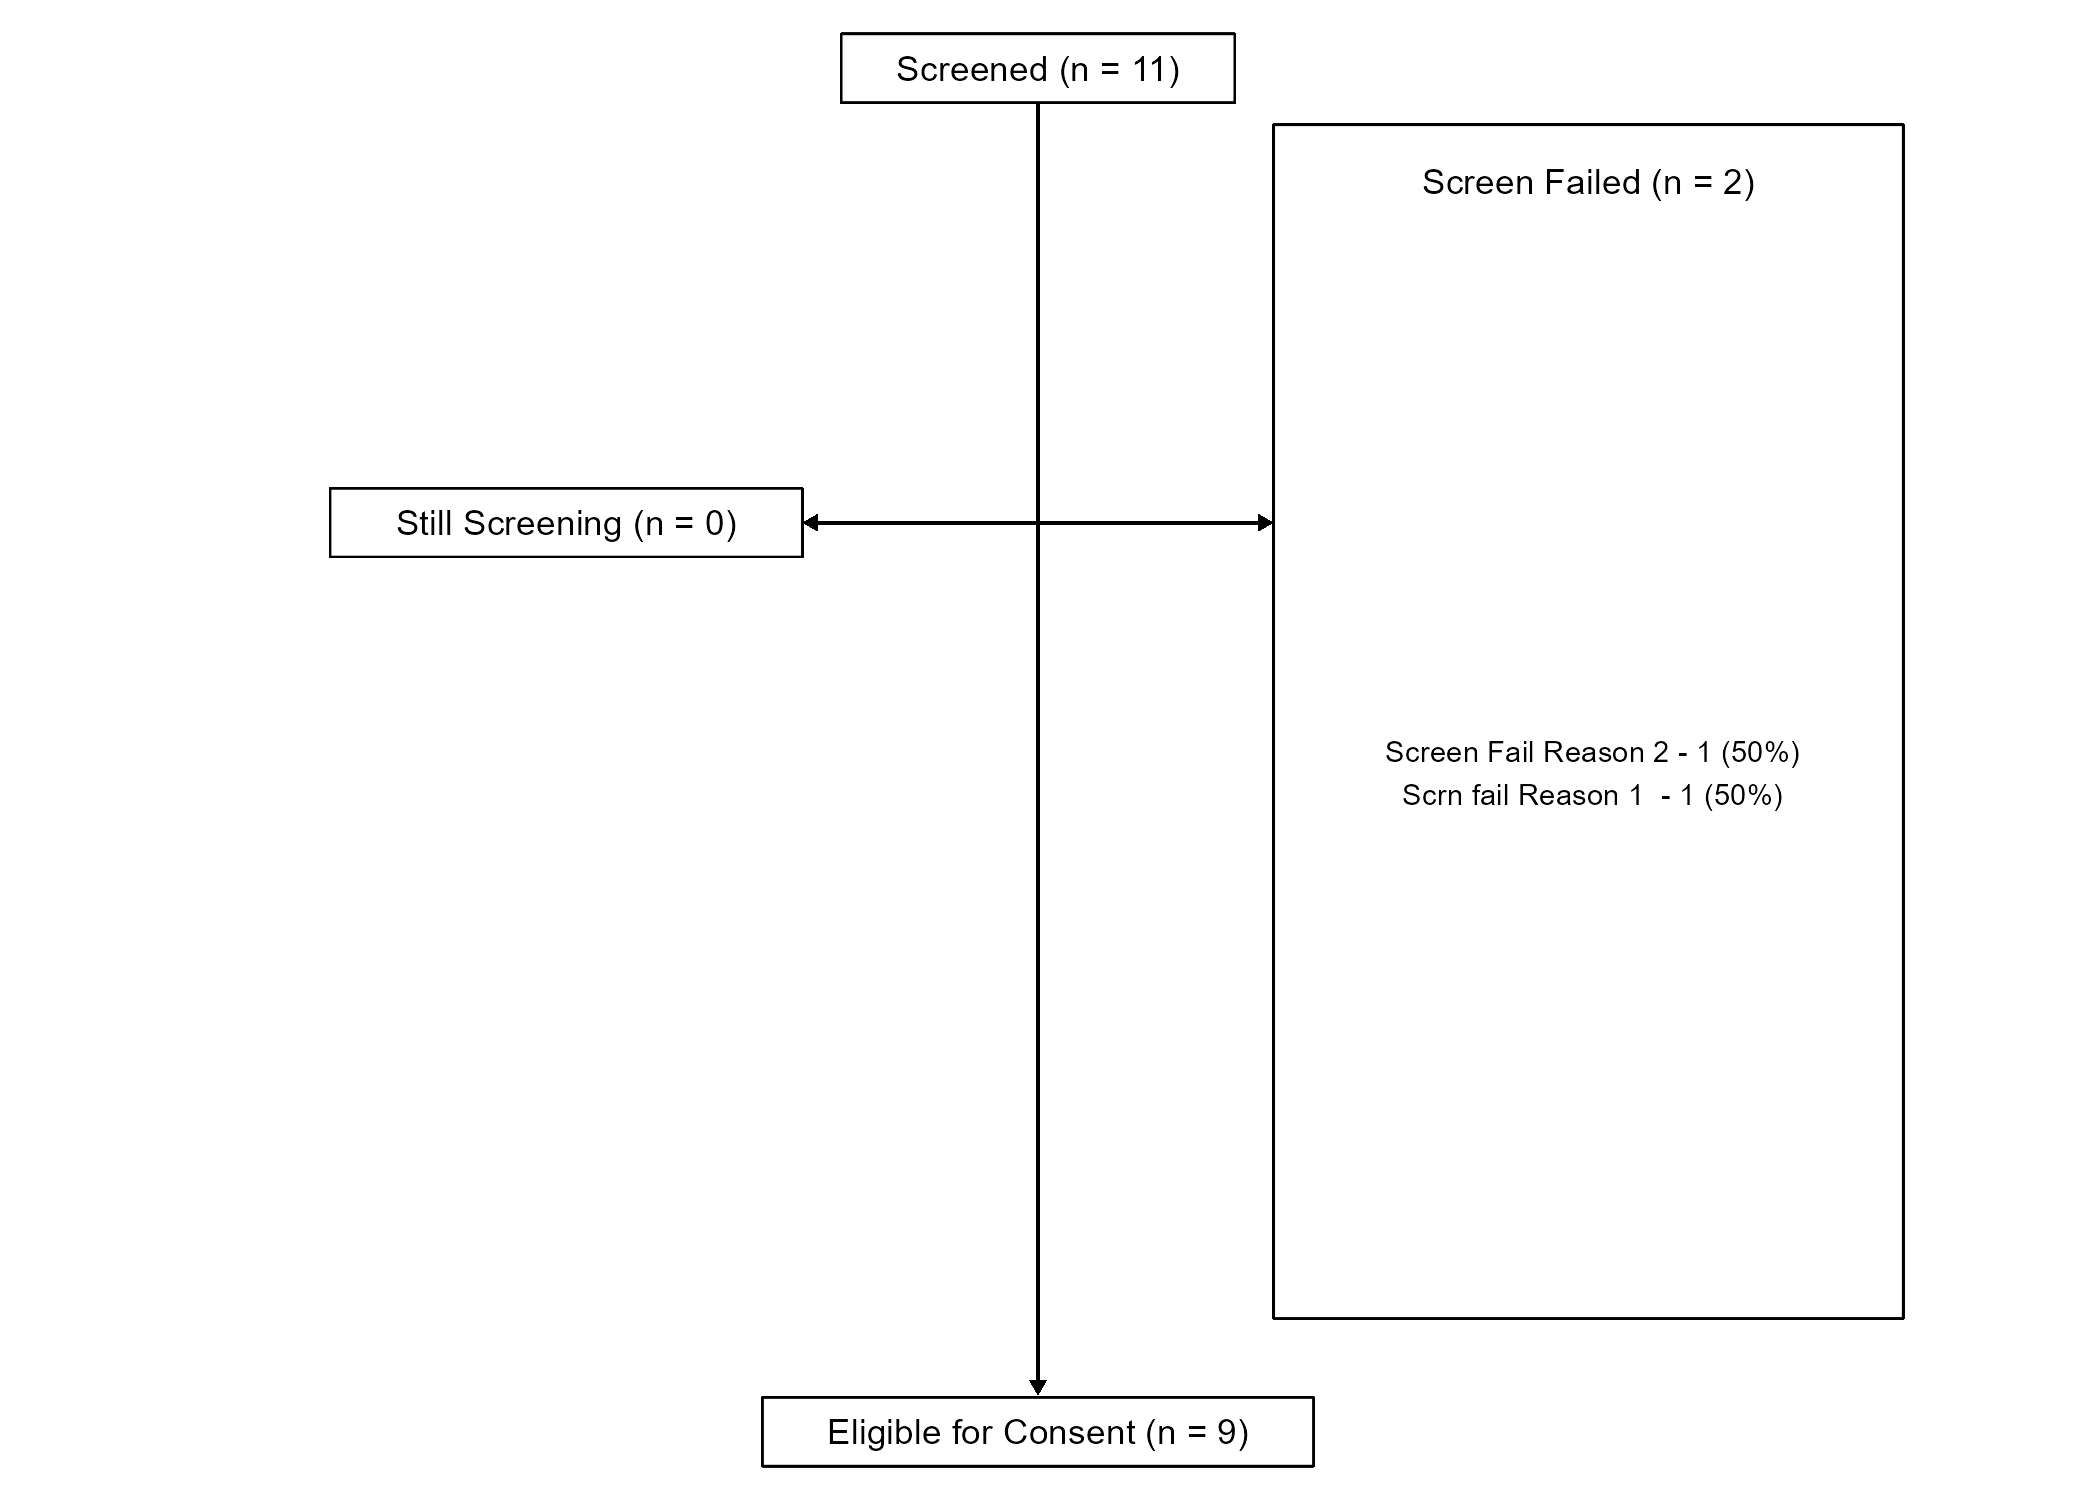 Screened (n = 11)
Screen Failed (n = 2)
Still Screening (n = 0)
Screen Fail Reason 2 - 1 (50%)
Scrn fail Reason 1  - 1 (50%)
Eligible for Consent (n = 9)